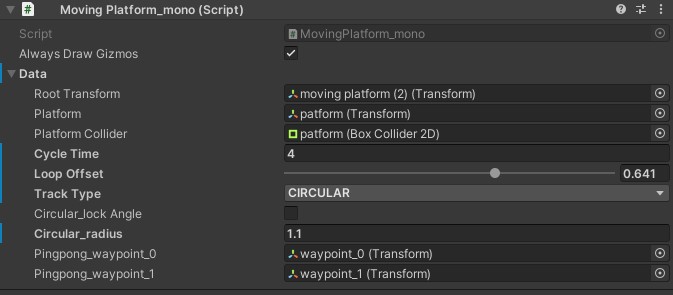 Moving Platform_mono (Script)
Script MovingPlatform_mono
Always Draw Gizmos
Data
Root Transform moving platform (2) (Transform)
Platform patform (Transform)
Platform Collider patform (Box Collider 2D)
Cycle Time 4
Loop Offset 0.641
Track Type CIRCULAR
Circular_lock Angle
Circular_radius 1.1
Pingpong_waypoint_0 waypoint_0 (Transform)
Pingpong_waypoint_1 waypoint_1 (Transform)